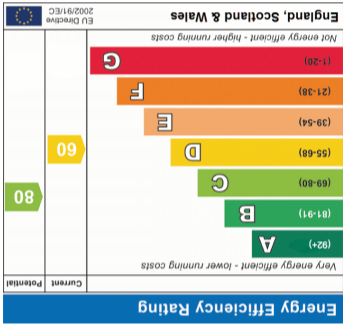 Energy Efficiency Rating
Current Potential
Very energy efficient - lower running costs
(92+) A
(81-91) B
(69-80) C
(55-68) D
(39-54) E
(21-38) F
(1-20) G
60
80
Not energy efficient - higher running costs
England, Scotland & Wales
EU Directive
2002/91/EC